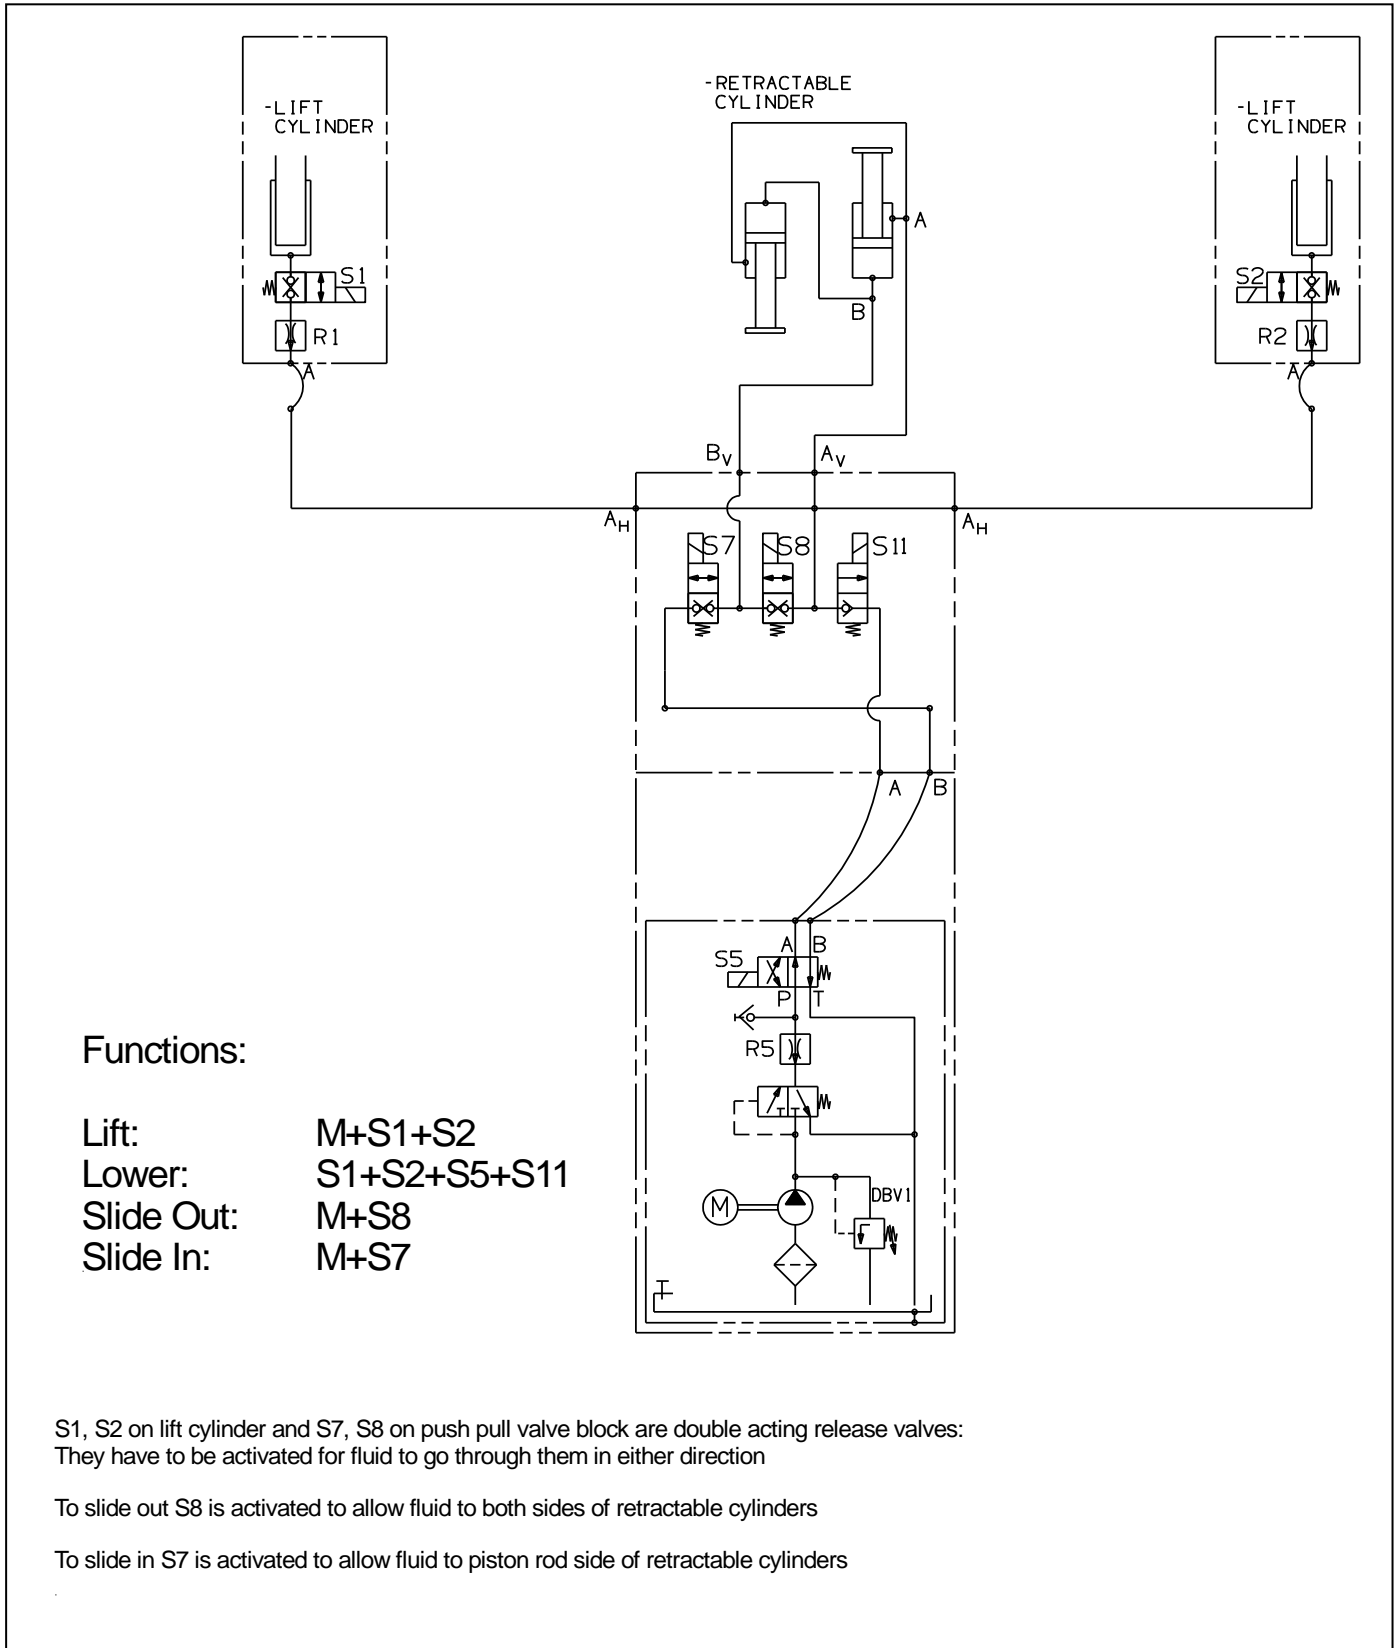 -LIFT
CYLINDER
-RETRACTABLE
CYLINDER
-LIFT
CYLINDER
A
S1
S2
B
R1
R2
A
A
BV
AV
AH
AH
S7
S8
S11
A
B
A
B
S5
P
T
R5
Functions:
Lift: M+S1+S2
Lower: S1+S2+S5+S11
DBV1
M
Slide Out: M+S8
Slide In: M+S7
S1, S2 on lift cylinder and S7, S8 on push pull valve block are double acting release valves:
They have to be activated for fluid to go through them in either direction
To slide out S8 is activated to allow fluid to both sides of retractable cylinders
To slide in S7 is activated to allow fluid to piston rod side of retractable cylinders